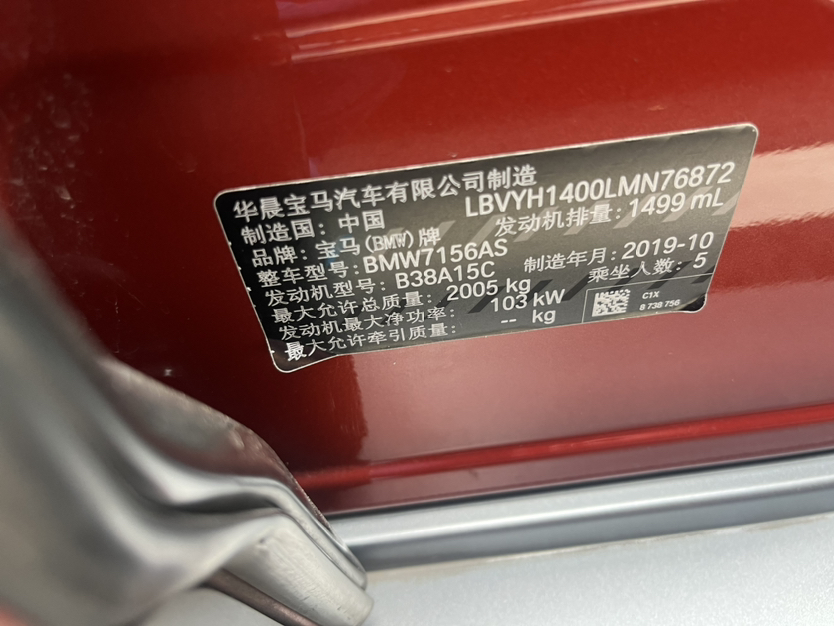 华晨宝马汽车有限公司制造
LBVYH1400LMN76872
制造国：中国
发动机排量：1499 mL
品牌：宝马(BMW)牌
整车型号：BMW7156AS
制造年月：2019-10
发动机型号：B38A15C
乘坐人数：5
最大允许总质量：2005 kg
发动机最大净功率：103 kW
最大允许牵引质量：-- kg
C1X
8 738 756